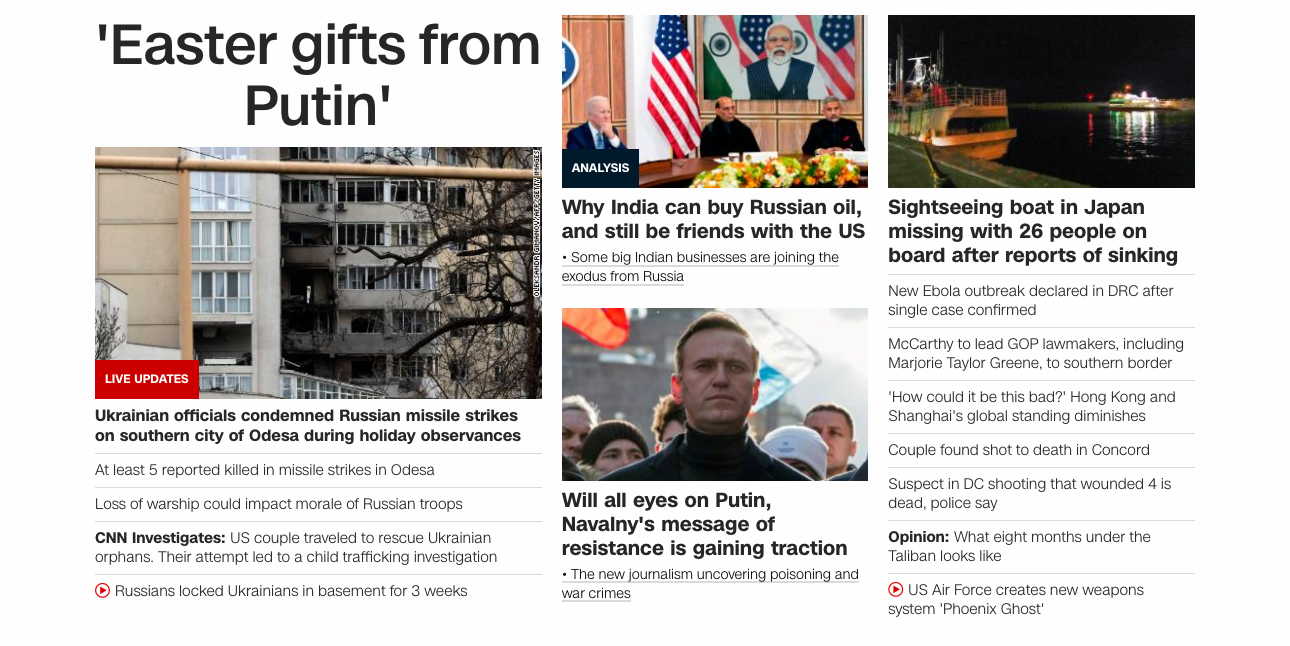 'Easter gifts from
Putin'
OLEKSANDR GIMANOV/AFP/GETTY IMAGES
LIVE UPDATES
Ukrainian officials condemned Russian missile strikes
on southern city of Odesa during holiday observances
At least 5 reported killed in missile strikes in Odesa
Loss of warship could impact morale of Russian troops
CNN Investigates: US couple traveled to rescue Ukrainian
orphans. Their attempt led to a child trafficking investigation
Russians locked Ukrainians in basement for 3 weeks
ANALYSIS
Why India can buy Russian oil,
and still be friends with the US
• Some big Indian businesses are joining the
exodus from Russia
Will all eyes on Putin,
Navalny's message of
resistance is gaining traction
• The new journalism uncovering poisoning and
war crimes
Sightseeing boat in Japan
missing with 26 people on
board after reports of sinking
New Ebola outbreak declared in DRC after
single case confirmed
McCarthy to lead GOP lawmakers, including
Marjorie Taylor Greene, to southern border
'How could it be this bad?' Hong Kong and
Shanghai's global standing diminishes
Couple found shot to death in Concord
Suspect in DC shooting that wounded 4 is
dead, police say
Opinion: What eight months under the
Taliban looks like
US Air Force creates new weapons
system 'Phoenix Ghost'